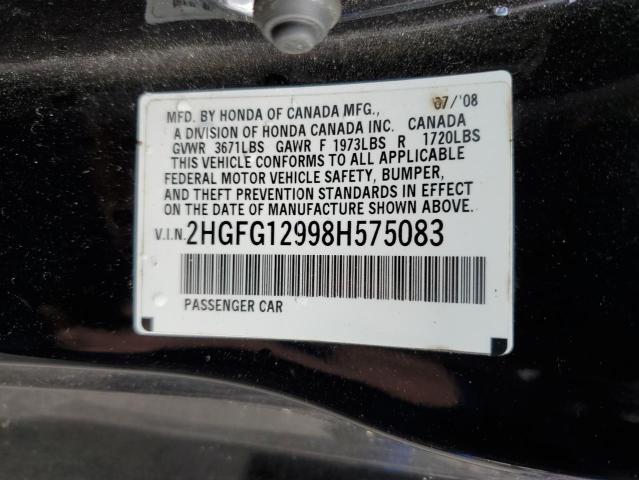 MFD. BY HONDA OF CANADA MFG., 07/'08
A DIVISION OF HONDA CANADA INC. CANADA
GVWR 3671LBS GAWR F 1973LBS R 1720LBS
THIS VEHICLE CONFORMS TO ALL APPLICABLE
FEDERAL MOTOR VEHICLE SAFETY, BUMPER,
AND THEFT PREVENTION STANDARDS IN EFFECT
ON THE DATE OF MANUFACTURE SHOWN ABOVE.
V.I.N. 2HGFG12998H575083
PASSENGER CAR